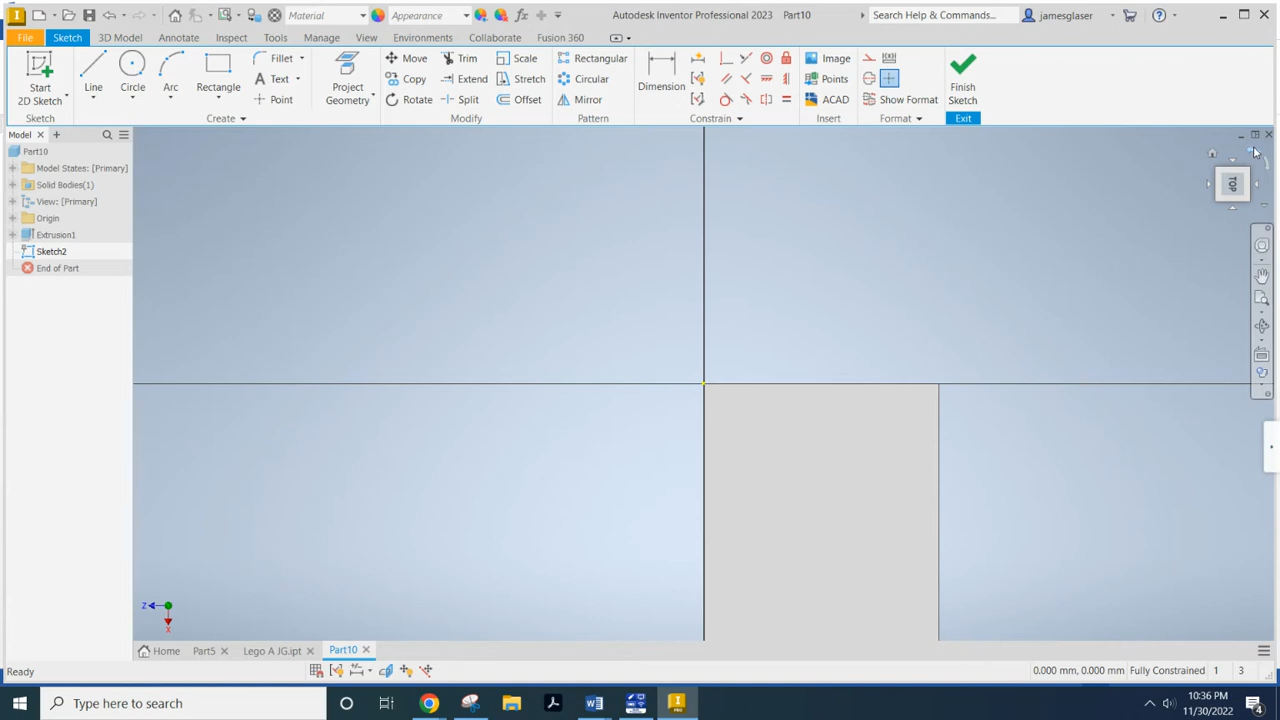 Material
Appearance
fx
Autodesk Inventor Professional 2023 Part10
Search Help & Commands...
jamesglaser
File Sketch 3D Model Annotate Inspect Tools Manage View Environments Collaborate Fusion 360
Start
2D Sketch
Line
Circle
Arc
Rectangle
Fillet
Text
Point
Project
Geometry
Move Trim Scale
Copy Extend Stretch
Rotate Split Offset
Rectangular
Circular
Mirror
Dimension
Image
Points
ACAD
Show Format
Finish
Sketch
Sketch Create Modify Pattern Constrain Insert Format Exit
Model
Part10
Model States: [Primary]
Solid Bodies(1)
View: [Primary]
Origin
Extrusion1
Sketch2
End of Part
TOP
Z
X
Home Part5 Lego A JG.ipt Part10
Ready
0.000 mm, 0.000 mm Fully Constrained 1 3
Type here to search
10:36 PM
11/30/2022
4